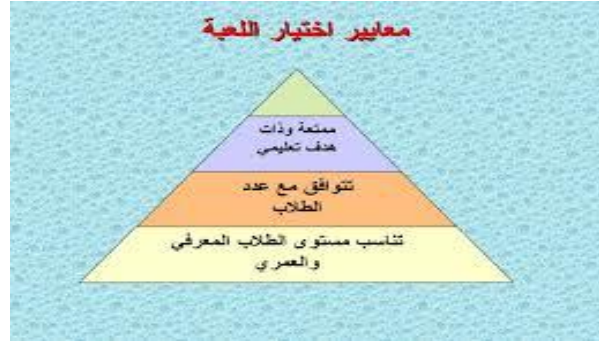 معايير اختيار اللعبة
ممتعة وذات
هدف تعليمي
تتوافق مع عدد
الطلاب
تناسب مستوى الطلاب المعرفي
والعمري